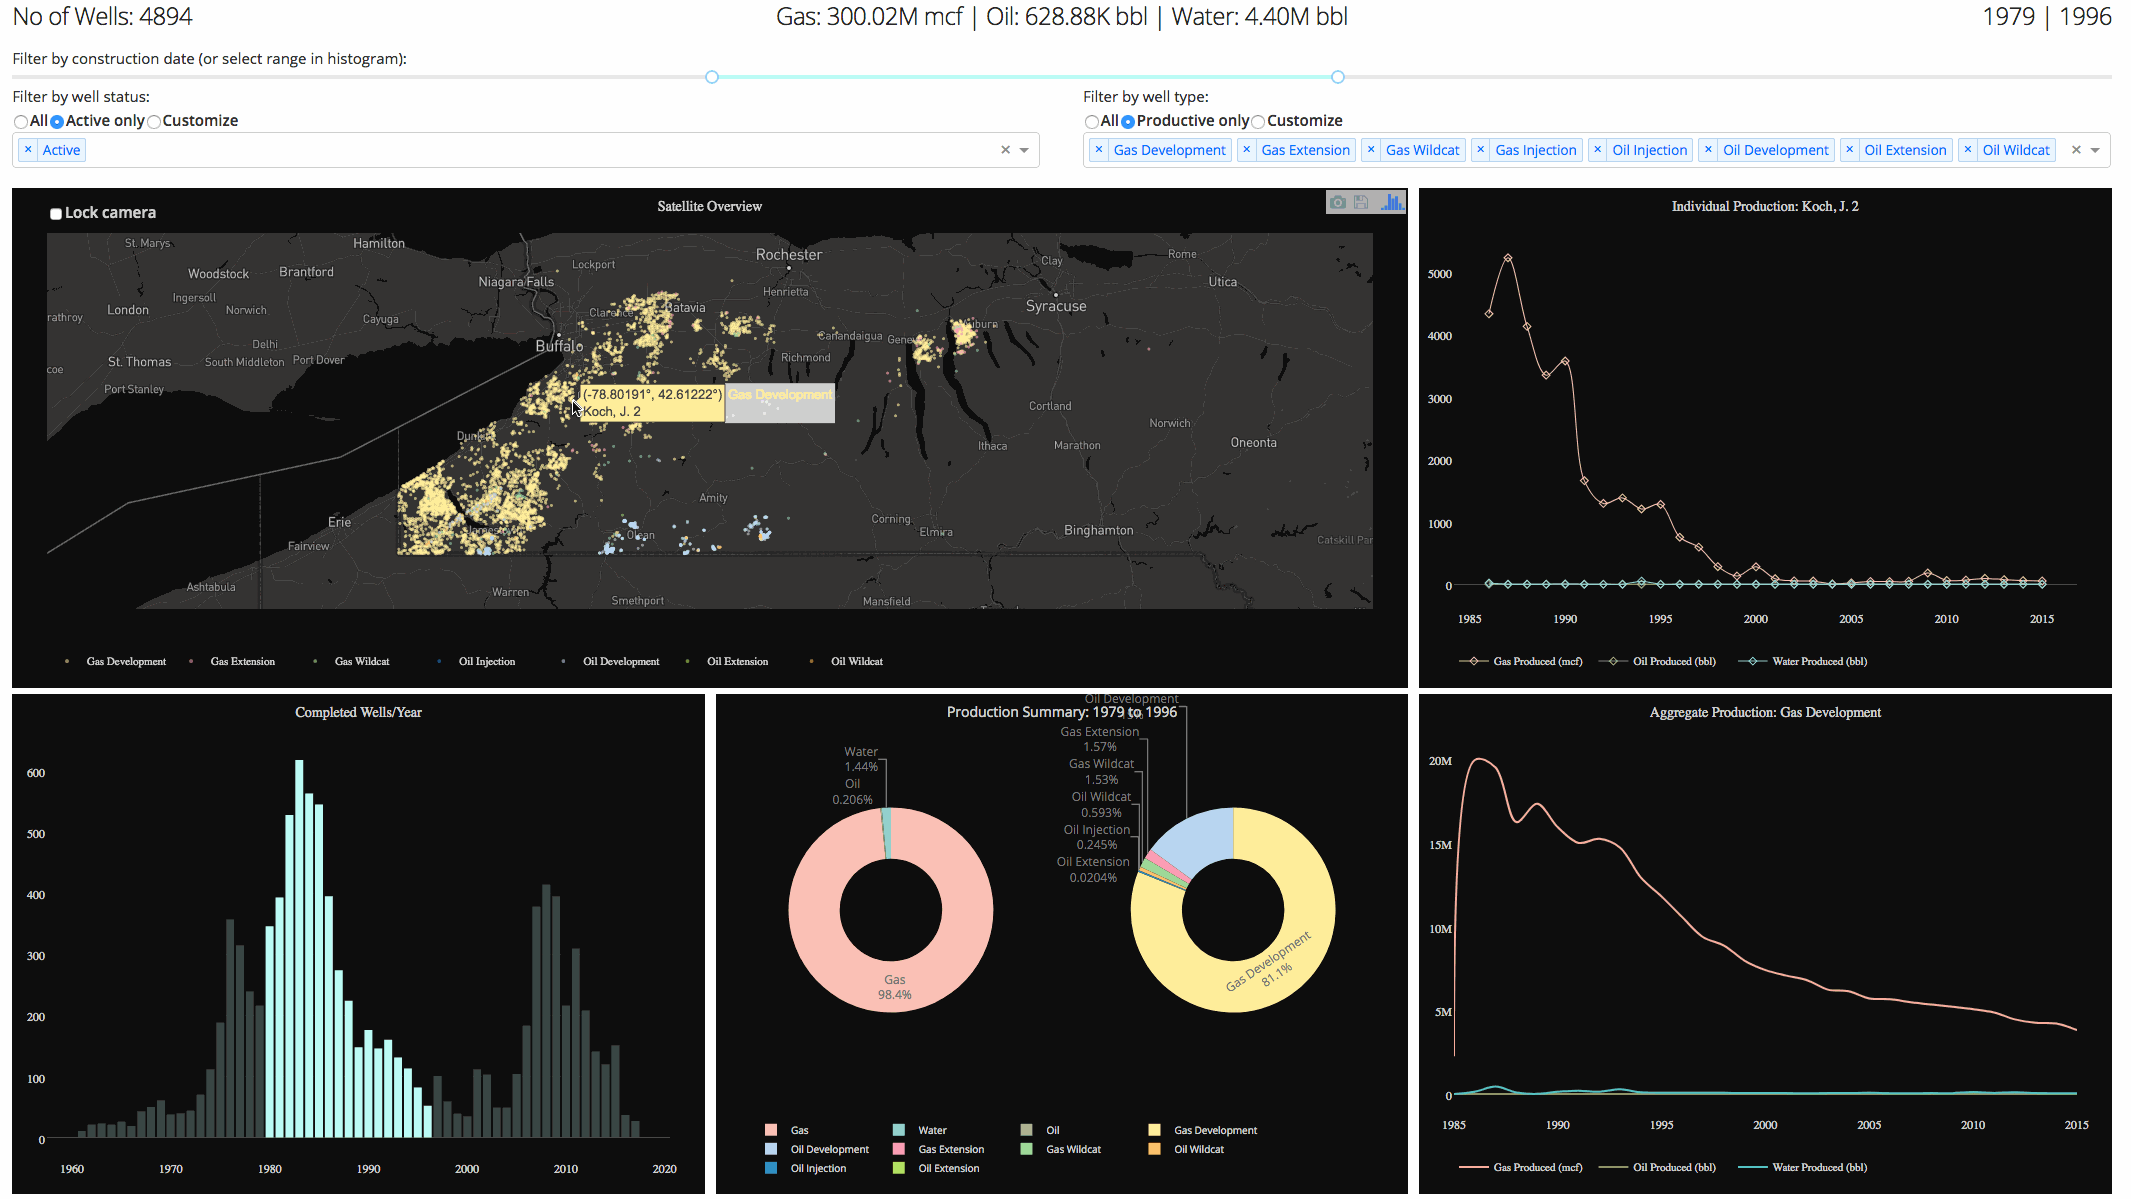 No of Wells: 4894
Gas: 300.02M mcf | Oil: 628.88K bbl | Water: 4.40M bbl
1979 | 1996
Filter by construction date (or select range in histogram):
Filter by well status:
All Active only Customize
× Active
Filter by well type:
All Productive only Customize
× Gas Development × Gas Extension × Gas Wildcat × Gas Injection × Oil Injection × Oil Development × Oil Extension × Oil Wildcat
Lock camera
Satellite Overview
St. Marys
Hamilton
Rochester
Clay
Rome
Woodstock
Brantford
Lockport
Niagara Falls
Utica
Ingersoll
Henrietta
London
Norwich
Cayuga
Batavia
Syracuse
rathroy
Delhi
Buffalo
Canandaigua
St. Thomas
South Middleton
Port Dover
Richmond
coe
Port Stanley
(-78.80191°, 42.61222°)
Koch, J. 2
Gas Development
Cortland
Norwich
Ithaca
Marathon
Oneonta
Amity
Erie
Corning
Elmira
Binghamton
Olean
Fairview
Catskill Par
Ashtabula
Warren
Smethport
Mansfield
Gas Development
Gas Extension
Gas Wildcat
Oil Injection
Oil Development
Oil Extension
Oil Wildcat
Individual Production: Koch, J. 2
5000
4000
3000
2000
1000
0
1985 1990 1995 2000 2005 2010 2015
Gas Produced (mcf) Oil Produced (bbl) Water Produced (bbl)
Completed Wells/Year
600
500
400
300
200
100
0
1960 1970 1980 1990 2000 2010 2020
Production Summary: 1979 to 1996
Water
1.44%
Oil
0.206%
Gas
98.4%
Oil Development
Gas Extension
1.57%
Gas Wildcat
1.53%
Oil Wildcat
0.593%
Oil Injection
0.245%
Oil Extension
0.0204%
Gas Development
81.1%
Gas Water Oil Gas Development
Oil Development Gas Extension Gas Wildcat Oil Wildcat
Oil Injection Oil Extension
Aggregate Production: Gas Development
20M
15M
10M
5M
0
1985 1990 1995 2000 2005 2010 2015
Gas Produced (mcf) Oil Produced (bbl) Water Produced (bbl)